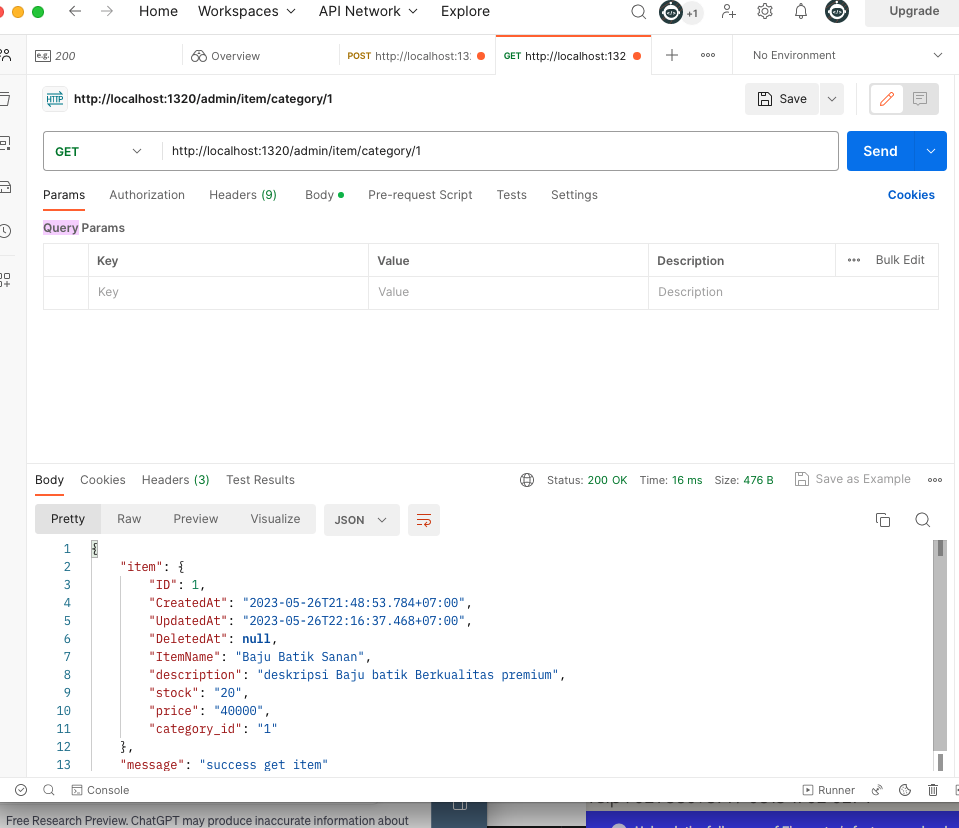 Home Workspaces API Network Explore +1 Upgrade
e.g. 200 Overview POST http://localhost:13 GET http://localhost:132 No Environment
HTTP http://localhost:1320/admin/item/category/1 Save
GET http://localhost:1320/admin/item/category/1 Send
Params Authorization Headers (9) Body Pre-request Script Tests Settings Cookies
Query Params
Key Value Description Bulk Edit
Key Value Description
Body Cookies Headers (3) Test Results Status: 200 OK Time: 16 ms Size: 476 B Save as Example
Pretty Raw Preview Visualize JSON
1 {
2 "item": {
3 "ID": 1,
4 "CreatedAt": "2023-05-26T21:48:53.784+07:00",
5 "UpdatedAt": "2023-05-26T22:16:37.468+07:00",
6 "DeletedAt": null,
7 "ItemName": "Baju Batik Sanan",
8 "description": "deskripsi Baju batik Berkualitas premium",
9 "stock": "20",
10 "price": "40000",
11 "category_id": "1"
12 },
13 "message": "success get item"
Console Runner
Free Research Preview. ChatGPT may produce inaccurate information about